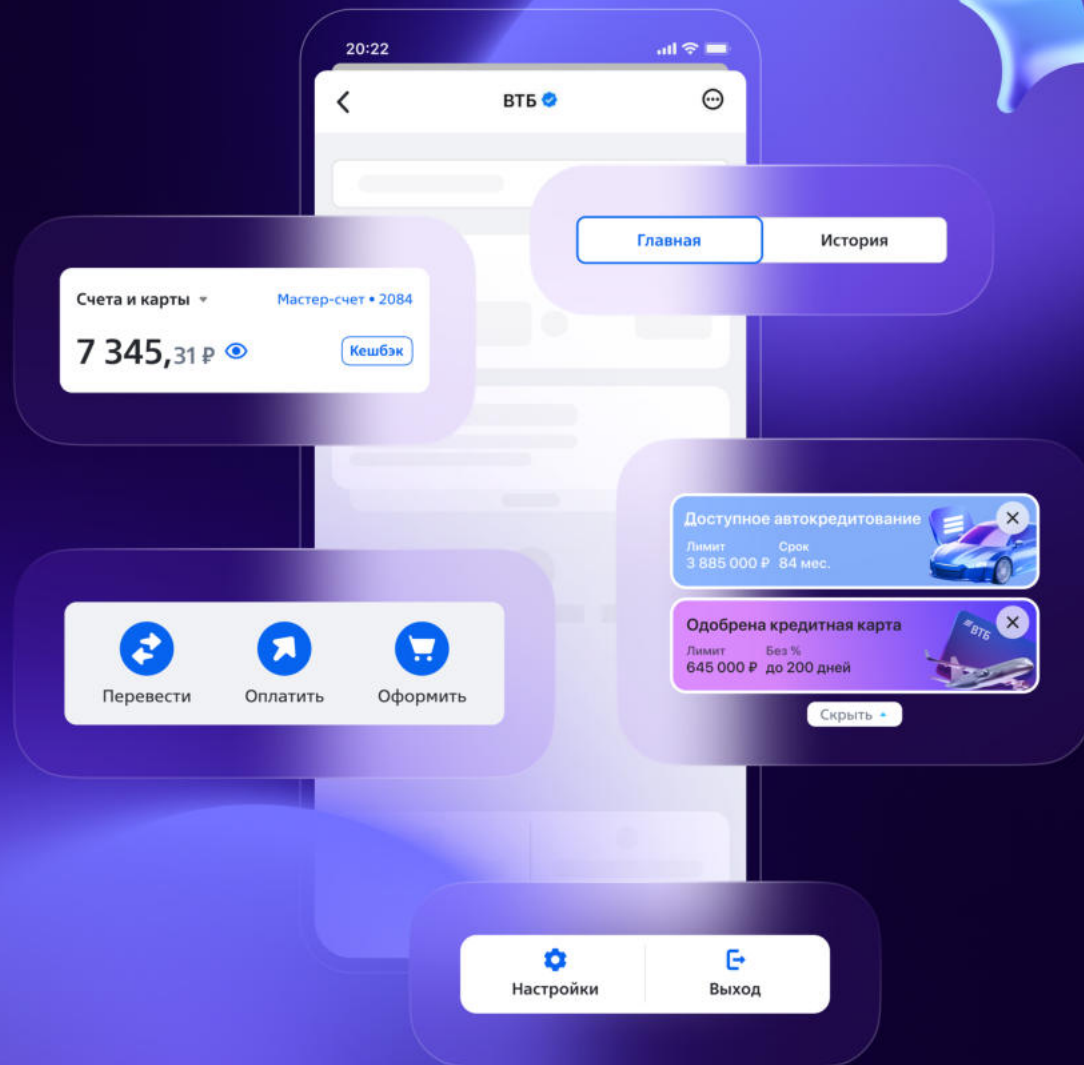 20:22
ВТБ
Главная
История
Счета и карты
Мастер-счет • 2084
7 345,31 ₽
Кешбэк
Доступное автокредитование
Лимит Срок
3 885 000 ₽ 84 мес.
Одобрена кредитная карта
Лимит Без %
645 000 ₽ до 200 дней
ВТБ
Скрыть
Перевести
Оплатить
Оформить
Настройки
Выход